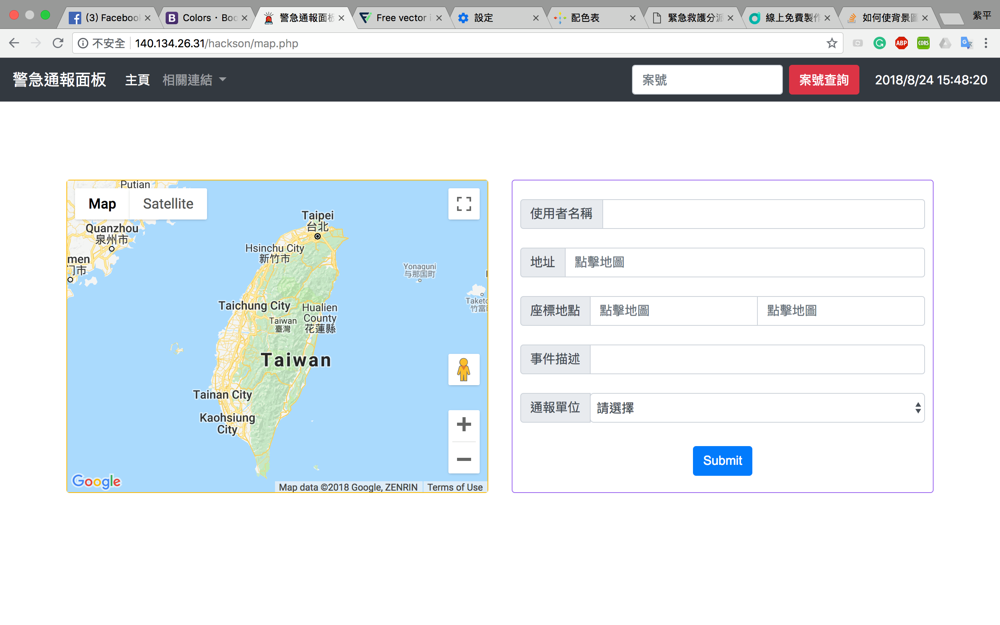 (3) Facebook
Colors · Boo
警急通報面板
Free vector i
設定
配色表
緊急救護分派
線上免費製作
如何使背景圖
紫平
不安全 140.134.26.31/hackson/map.php
ABP
CORS
警急通報面板 主頁 相關連結 案號 案號查詢 2018/8/24 15:48:20
Putian
Map Satellite
Taipei
台北
Quanzhou
泉州市
Hsinchu City
新竹市
men
门市
Yonaguni
与那国町
Taketo
竹富
Taichung City
Hualien
County
花蓮縣
Taiwan
臺灣
Taiwan
Tainan City
Kaohsiung
City
Google
Map data ©2018 Google, ZENRIN Terms of Use
使用者名稱
地址 點擊地圖
座標地點 點擊地圖 點擊地圖
事件描述
通報單位 請選擇
Submit